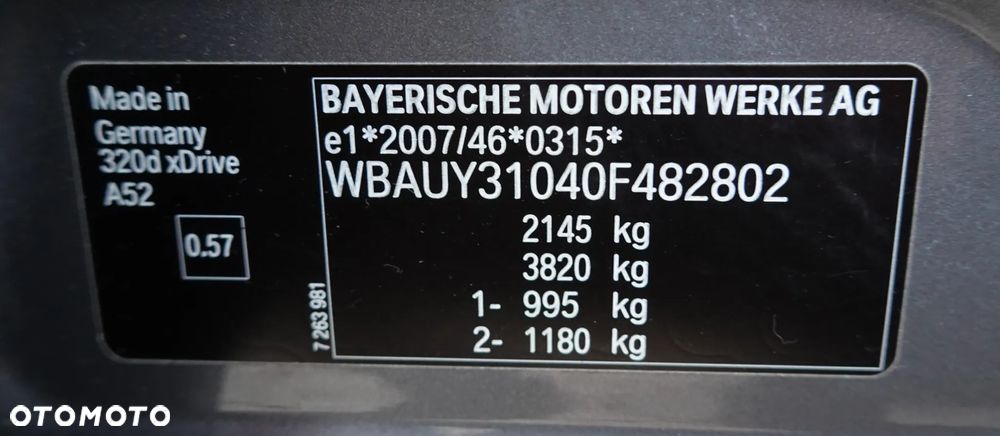 Made in
Germany
320d xDrive
A52
0.57
7 263 981
BAYERISCHE MOTOREN WERKE AG
e1*2007/46*0315*
WBAUY31040F482802
2145 kg
3820 kg
1- 995 kg
2- 1180 kg
OTOMOTO